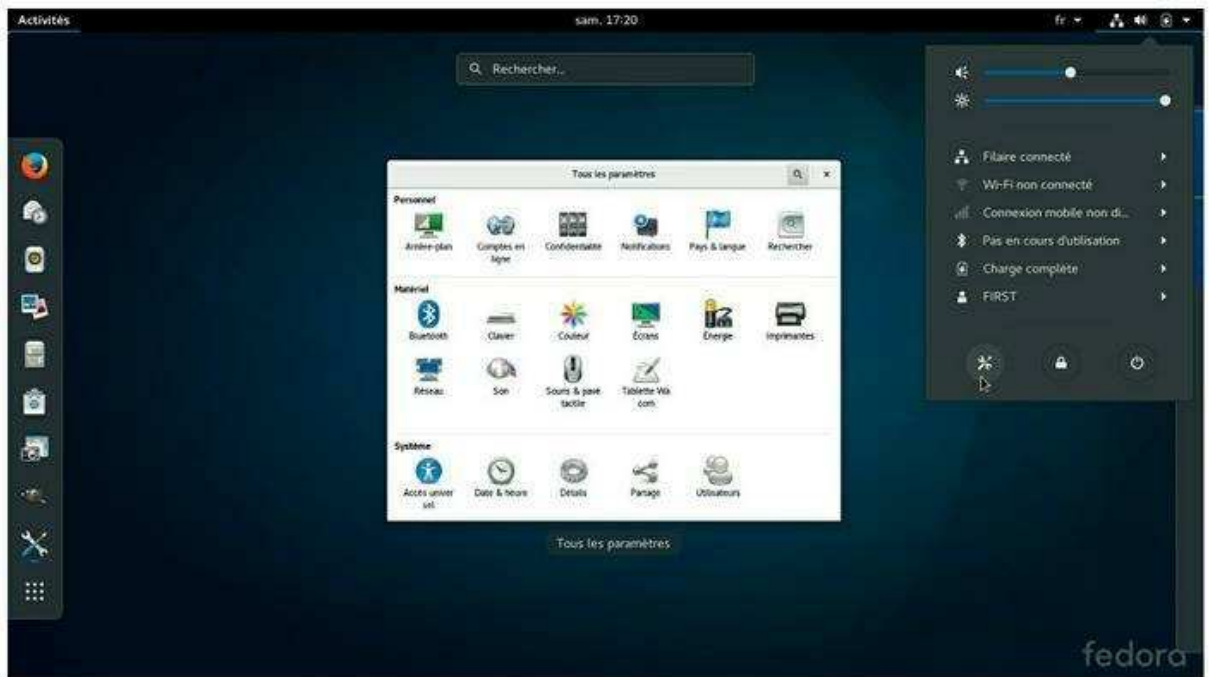 Activités
sam. 17:20
fr
Rechercher...
Tous les paramètres
Personnel
Arrière-plan
Comptes en ligne
Confidentialité
Notifications
Pays & langue
Rechercher
Matériel
Bluetooth
Clavier
Couleur
Écrans
Énergie
Imprimantes
Réseau
Son
Souris & pavé tactile
Tablette Wa com
Système
Accès univer sel
Date & heure
Détails
Partage
Utilisateurs
Tous les paramètres
Filaire connecté
Wi-Fi non connecté
Connexion mobile non di...
Pas en cours d'utilisation
Charge complète
FIRST
fedora